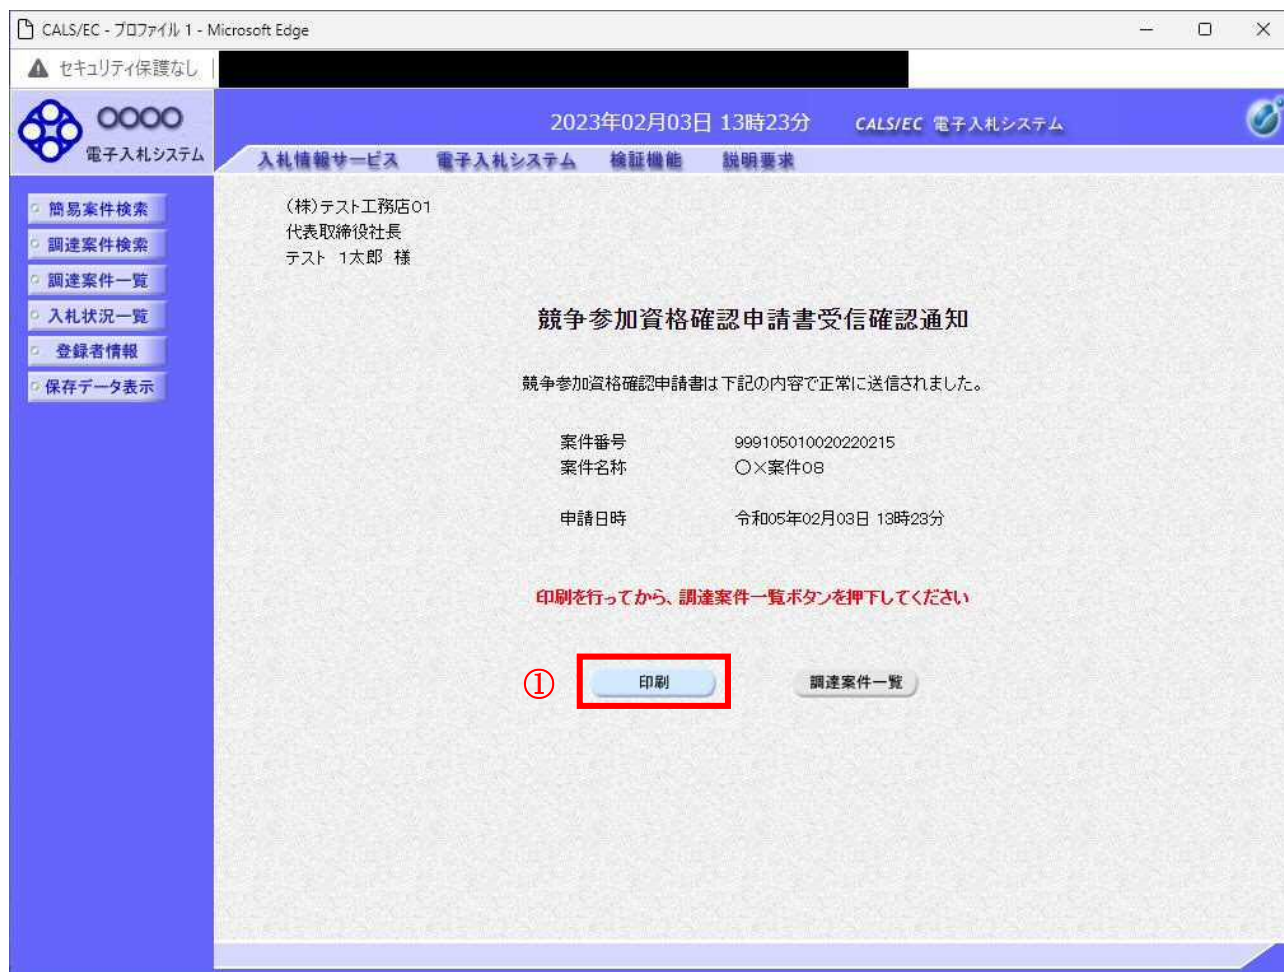 CALS/EC - プロファイル 1 - Microsoft Edge
セキュリティ保護なし
〇〇〇〇
電子入札システム
2023年02月03日 13時23分 CALS/EC 電子入札システム
入札情報サービス 電子入札システム 検証機能 説明要求
簡易案件検索
調達案件検索
調達案件一覧
入札状況一覧
登録者情報
保存データ表示
(株)テスト工務店01
代表取締役社長
テスト 1太郎 様
競争参加資格確認申請書受信確認通知
競争参加資格確認申請書は下記の内容で正常に送信されました。
案件番号 999105010020220215
案件名称 〇×案件08
申請日時 令和05年02月03日 13時23分
印刷を行ってから、調達案件一覧ボタンを押下してください
① 印刷 調達案件一覧